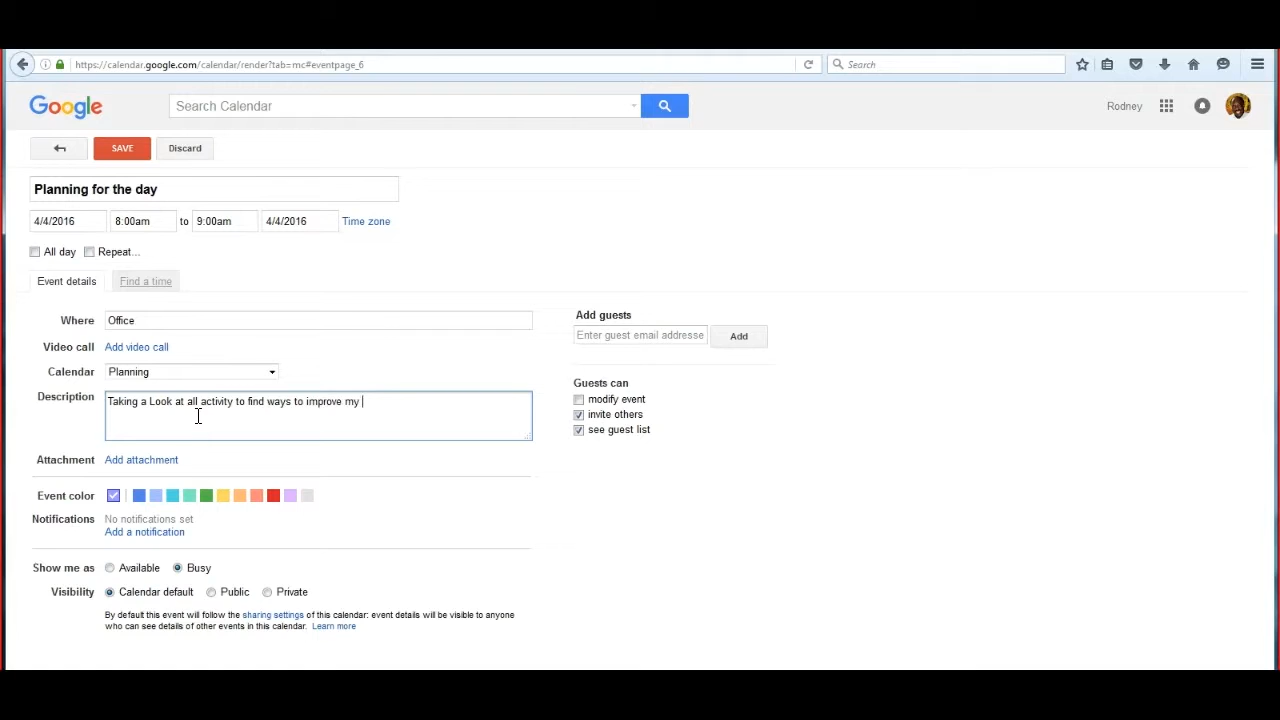 https://calendar.google.com/calendar/render?tab=mc#eventpage_6
Search
Google
Search Calendar
Rodney
SAVE
Discard
Planning for the day
4/4/2016 8:00am to 9:00am 4/4/2016 Time zone
All day Repeat...
Event details Find a time
Where Office
Video call Add video call
Calendar Planning
Description Taking a Look at all activity to find ways to improve my
Attachment Add attachment
Event color
Notifications No notifications set
Add a notification
Show me as Available Busy
Visibility Calendar default Public Private
By default this event will follow the sharing settings of this calendar: event details will be visible to anyone
who can see details of other events in this calendar. Learn more
Add guests
Enter guest email addresse Add
Guests can
modify event
invite others
see guest list